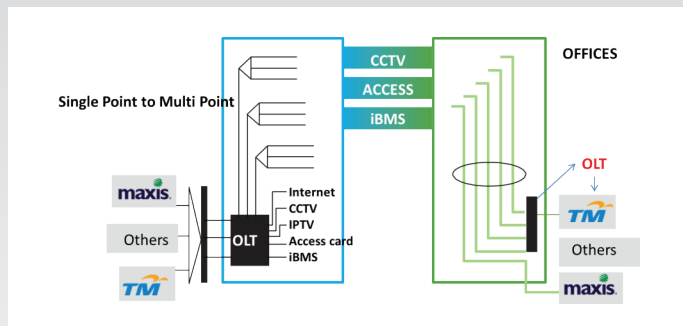 CCTV
ACCESS
iBMS
OFFICES
Single Point to Multi Point
maxis.
Others
TM
OLT
Internet
CCTV
IPTV
Access card
iBMS
OLT
TM
Others
maxis.